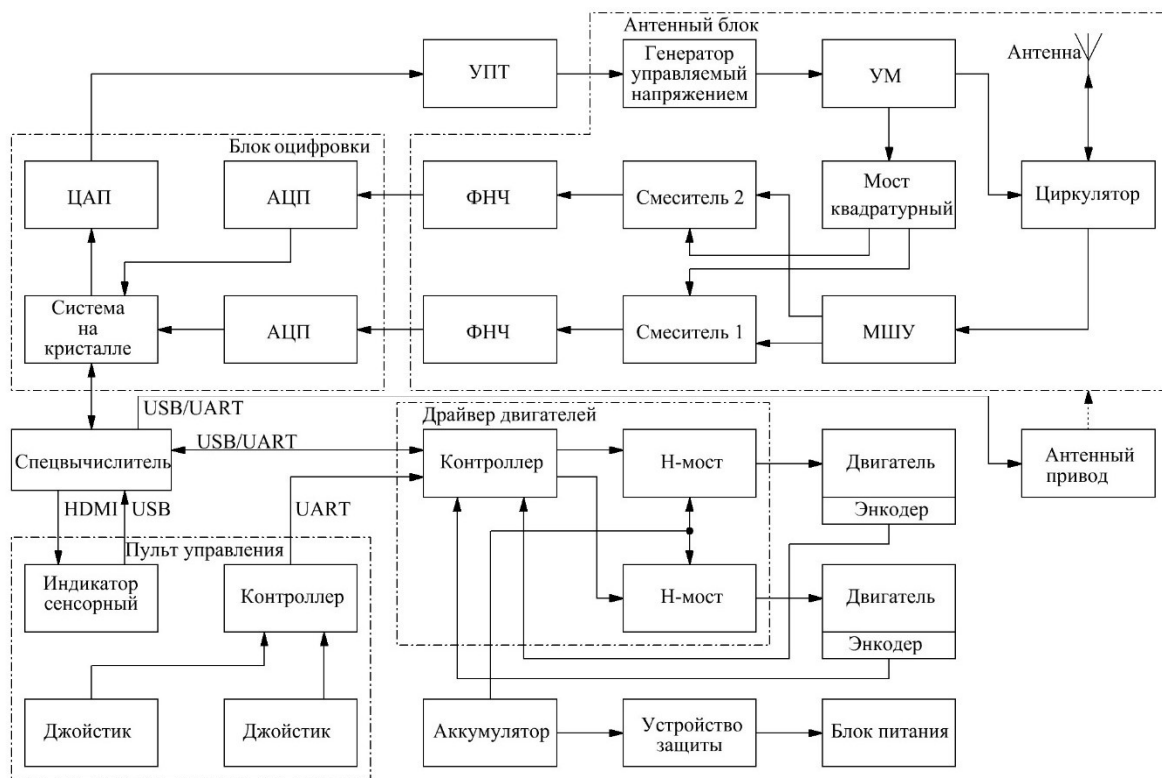 Антенный блок
УПТ
Генератор
управляемый
напряжением
УМ
Антенна
Блок оцифровки
ЦАП
АЦП
ФНЧ
Смеситель 2
Мост
квадратурный
Циркулятор
Система
на
кристалле
АЦП
ФНЧ
Смеситель 1
МШУ
USB/UART
Драйвер двигателей
Спецвычислитель
USB/UART
Контроллер
Н-мост
Двигатель
Энкодер
Антенный
привод
HDMI
USB
UART
Пульт управления
Индикатор
сенсорный
Контроллер
Н-мост
Двигатель
Энкодер
Джойстик
Джойстик
Аккумулятор
Устройство
защиты
Блок питания